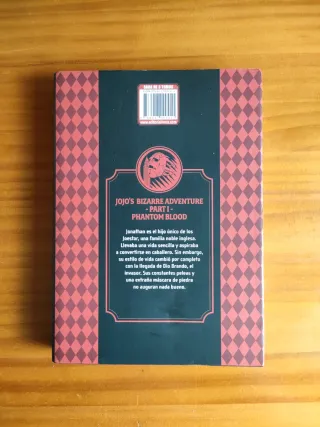 JOJO'S BIZARRE ADVENTURE
- PART I -
PHANTOM BLOOD
Jonathan es el hijo único de los
Joestar, una familia noble inglesa.
Llevaba una vida sencilla y aspiraba
a convertirse en caballero. Sin embargo,
su estilo de vida cambió por completo
con la llegada de Dio Brando, el
invasor. Sus constantes peleas y
una extraña máscara de piedra
no auguran nada bueno.